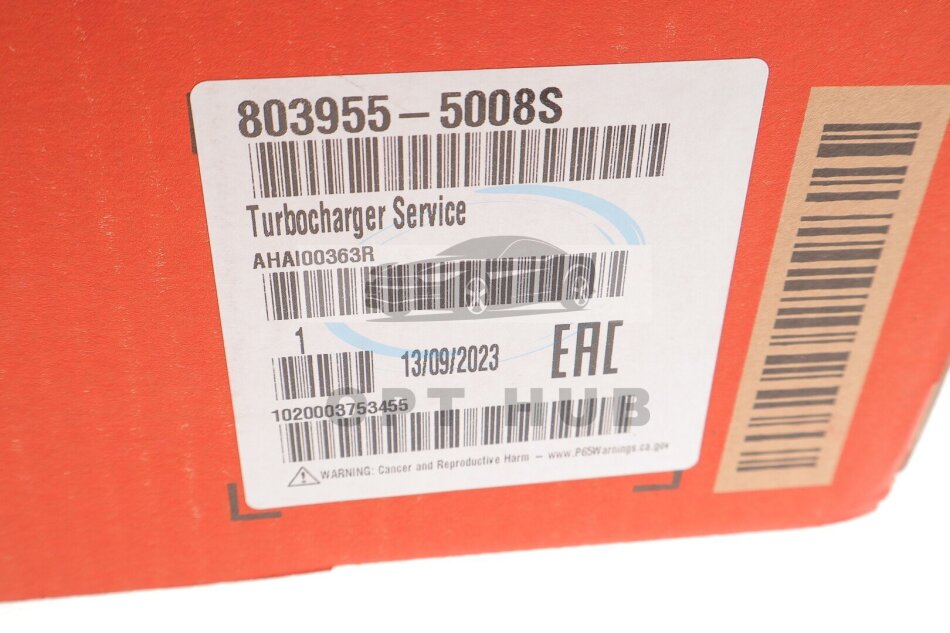 803955-5008S
Turbocharger Service
AHAI00363R
1
13/09/2023
EAC
OPT HUB
1020003753455
WARNING: Cancer and Reproductive Harm - www.P65Warnings.ca.gov